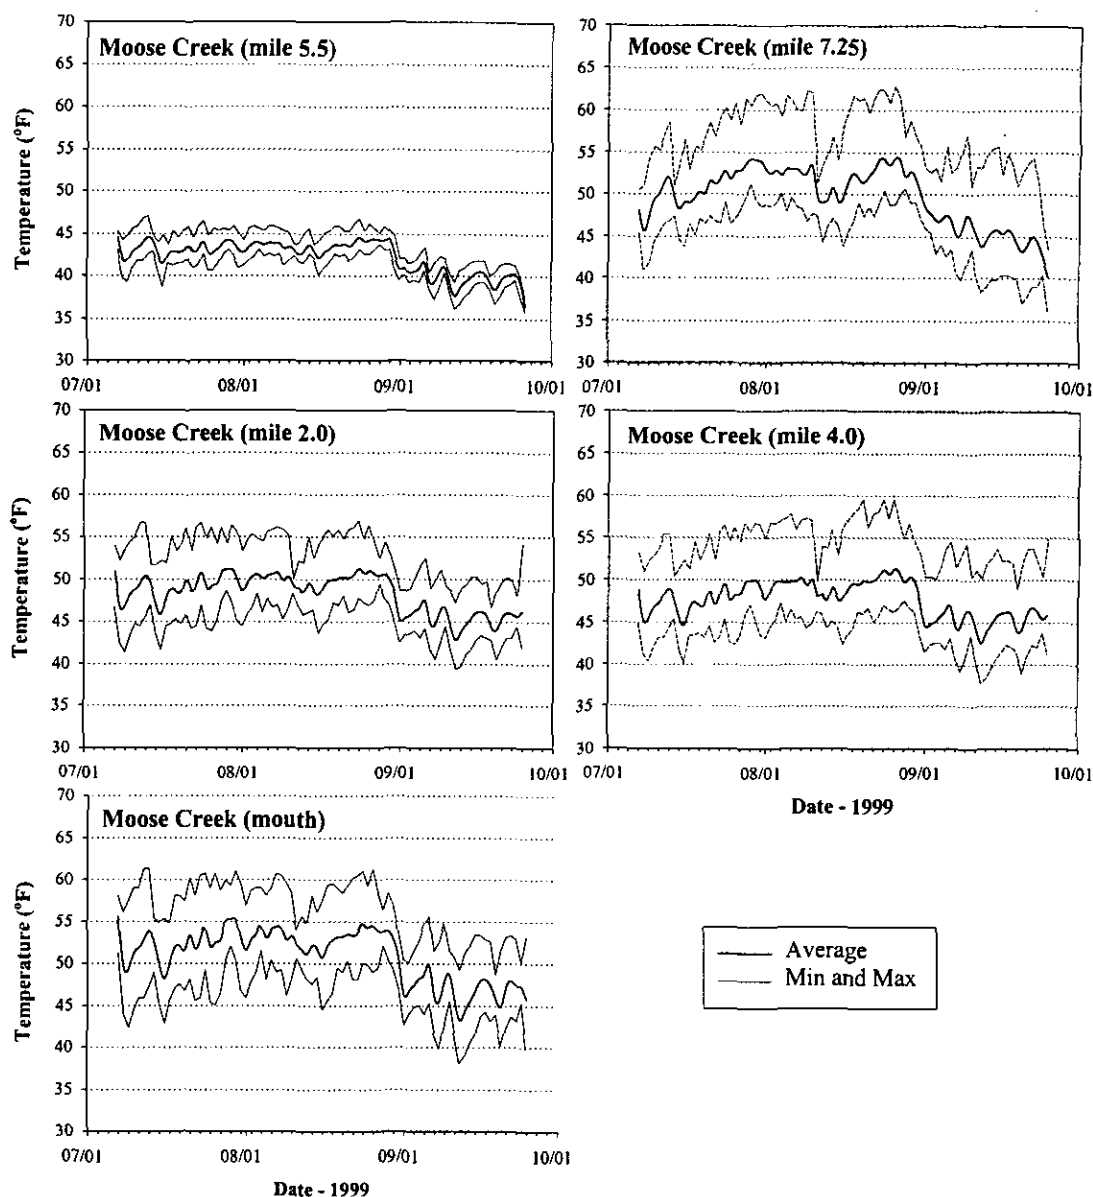 Moose Creek (mile 5.5)
Temperature (°F)
70
65
60
55
50
45
40
35
30
07/01 08/01 09/01 10/01
Moose Creek (mile 7.25)
70
65
60
55
50
45
40
35
30
07/01 08/01 09/01 10/01
Moose Creek (mile 2.0)
Temperature (°F)
70
65
60
55
50
45
40
35
30
07/01 08/01 09/01 10/01
Moose Creek (mile 4.0)
70
65
60
55
50
45
40
35
30
07/01 08/01 09/01 10/01
Date - 1999
Moose Creek (mouth)
Temperature (°F)
70
65
60
55
50
45
40
35
30
07/01 08/01 09/01 10/01
Date - 1999
Average
Min and Max